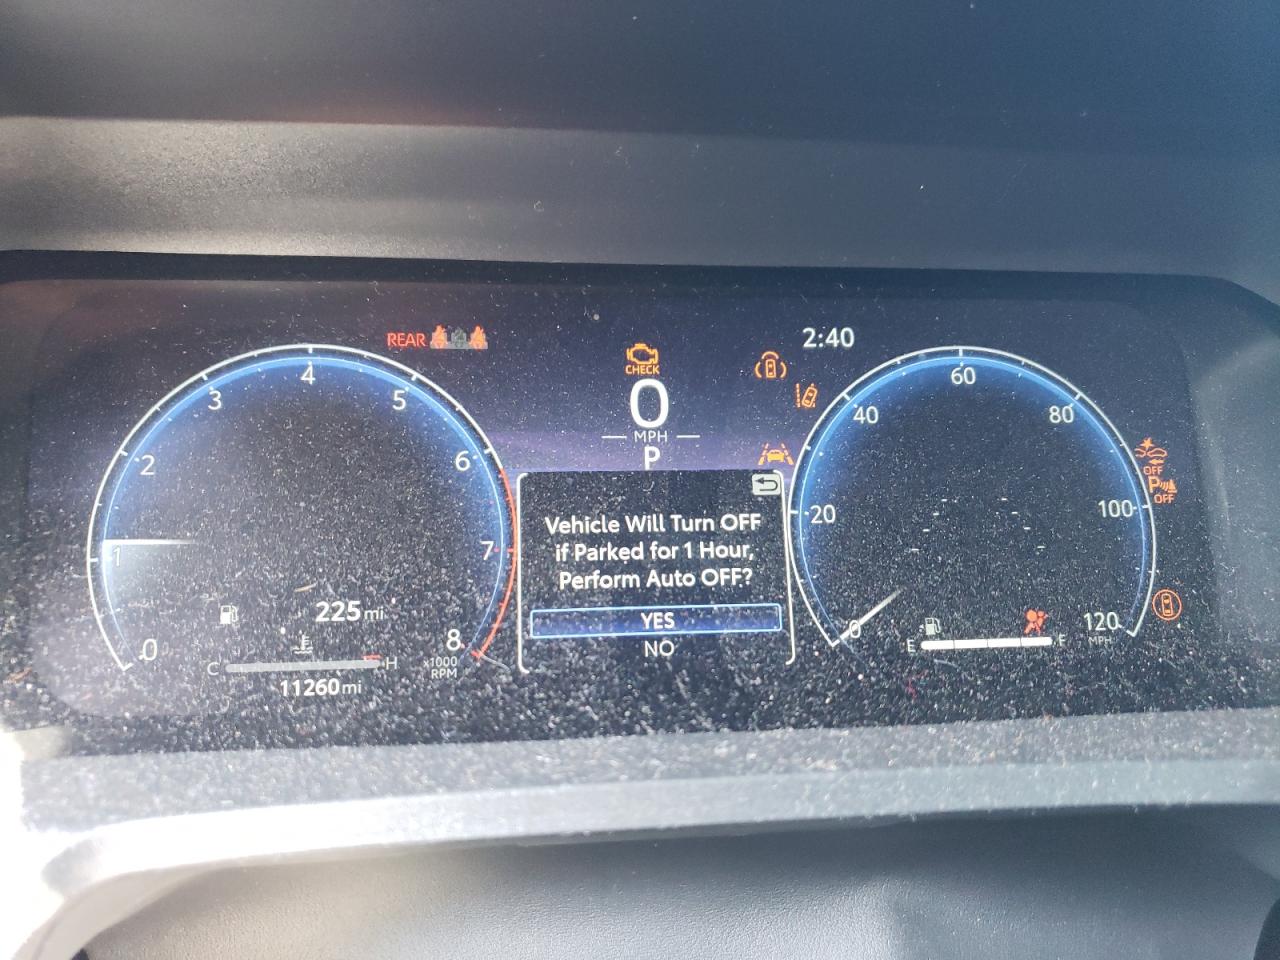 REAR
2:40
CHECK
0
MPH
P
Vehicle Will Turn OFF
if Parked for 1 Hour,
Perform Auto OFF?
YES
NO
0
1
2
3
4
5
6
7
8
x1000
RPM
225 mi
C H
11260 mi
0
20
40
60
80
100
120
MPH
E F
OFF
P
OFF